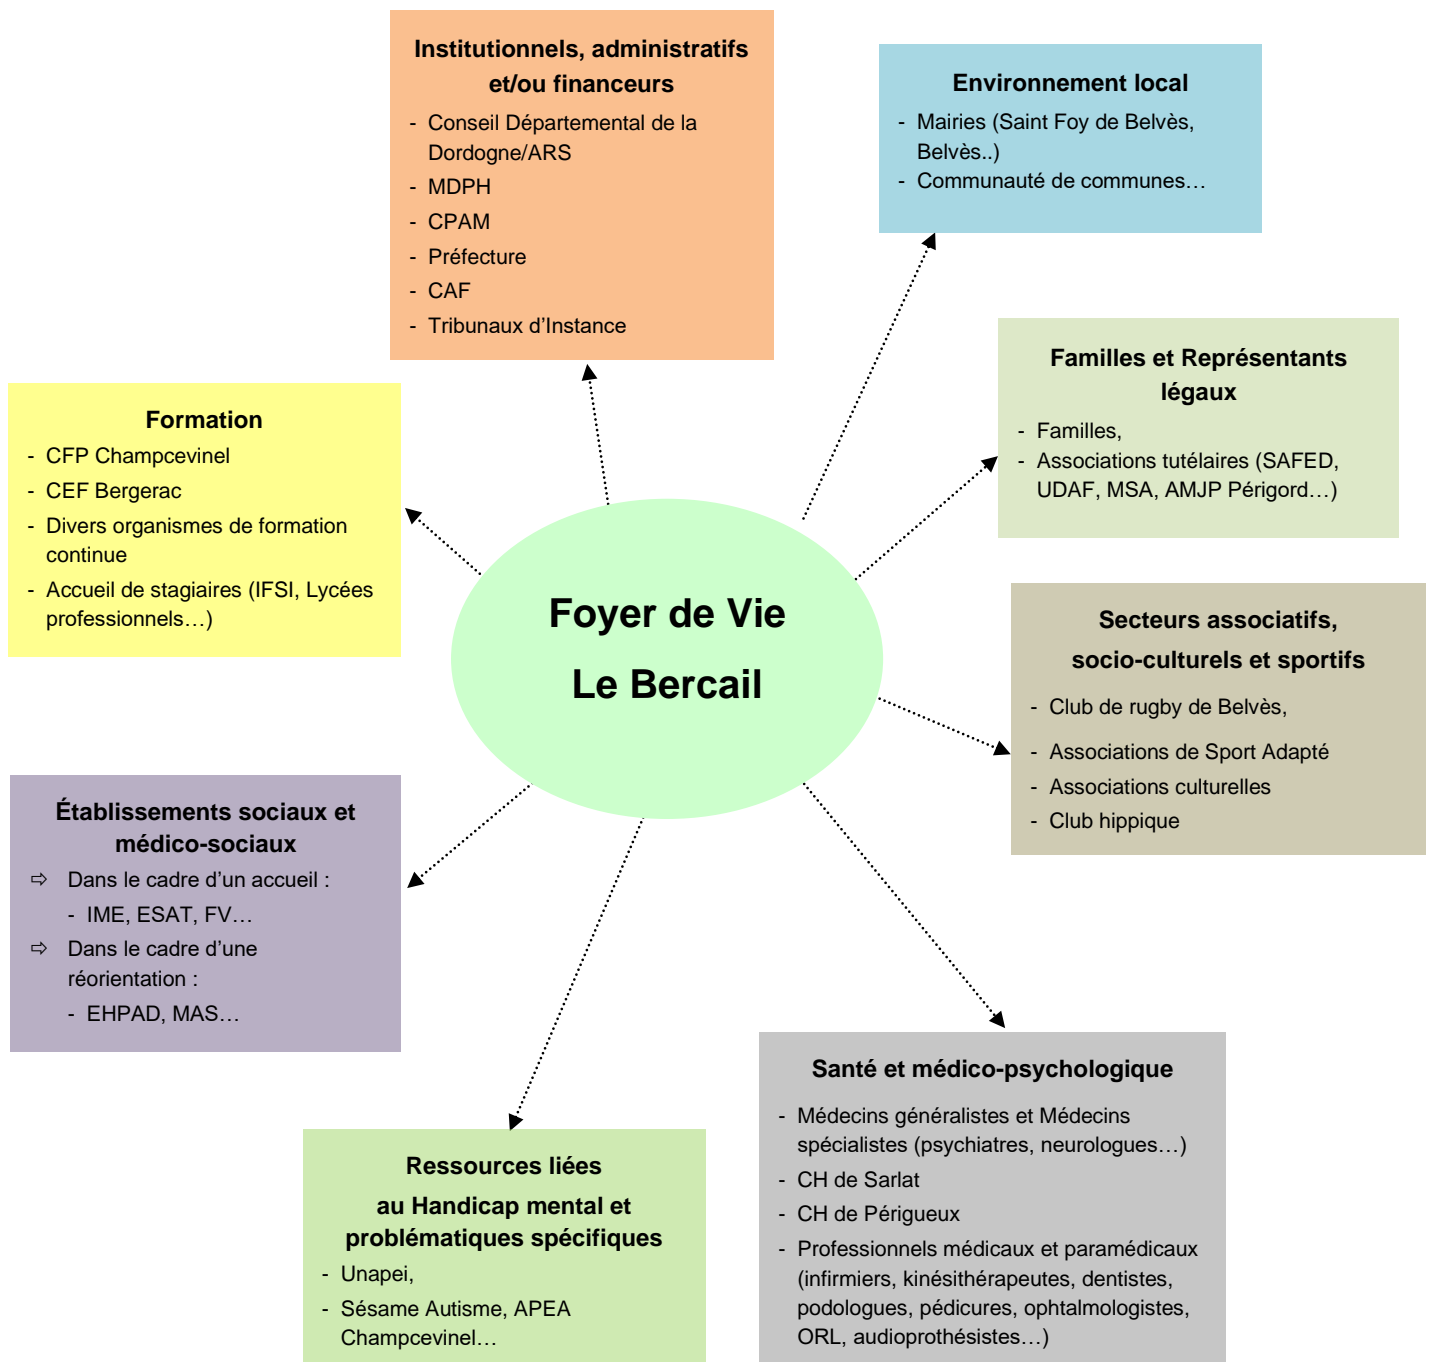 Institutionnels, administratifs
et/ou financeurs
- Conseil Départemental de la
Dordogne/ARS
- MDPH
- CPAM
- Préfecture
- CAF
- Tribunaux d'Instance
Environnement local
- Mairies (Saint Foy de Belvès,
Belvès..)
- Communauté de communes…
Familles et Représentants
légaux
- Familles,
- Associations tutélaires (SAFED,
UDAF, MSA, AMJP Périgord…)
Formation
- CFP Champcevinel
- CEF Bergerac
- Divers organismes de formation
continue
- Accueil de stagiaires (IFSI, Lycées
professionnels…)
Foyer de Vie
Le Bercail
Secteurs associatifs,
socio-culturels et sportifs
- Club de rugby de Belvès,
- Associations de Sport Adapté
- Associations culturelles
- Club hippique
Établissements sociaux et
médico-sociaux
⇨ Dans le cadre d'un accueil :
- IME, ESAT, FV…
⇨ Dans le cadre d'une
réorientation :
- EHPAD, MAS…
Ressources liées
au Handicap mental et
problématiques spécifiques
- Unapei,
- Sésame Autisme, APEA
Champcevinel…
Santé et médico-psychologique
- Médecins généralistes et Médecins
spécialistes (psychiatres, neurologues…)
- CH de Sarlat
- CH de Périgueux
- Professionnels médicaux et paramédicaux
(infirmiers, kinésithérapeutes, dentistes,
podologues, pédicures, ophtalmologistes,
ORL, audioprothésistes…)